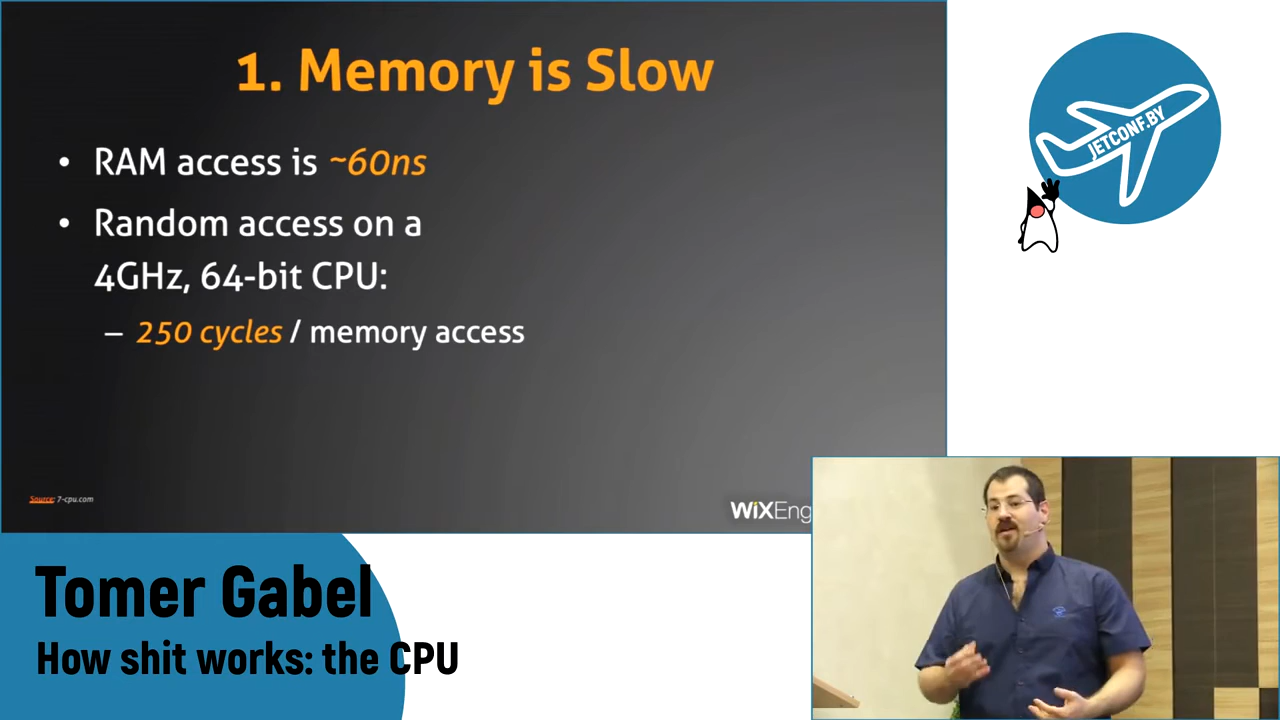 1. Memory is Slow
• RAM access is ~60ns
• Random access on a
4GHz, 64-bit CPU:
– 250 cycles / memory access
Source: 7-cpu.com
WiXEng
JETCONF.BY
Tomer Gabel
How shit works: the CPU